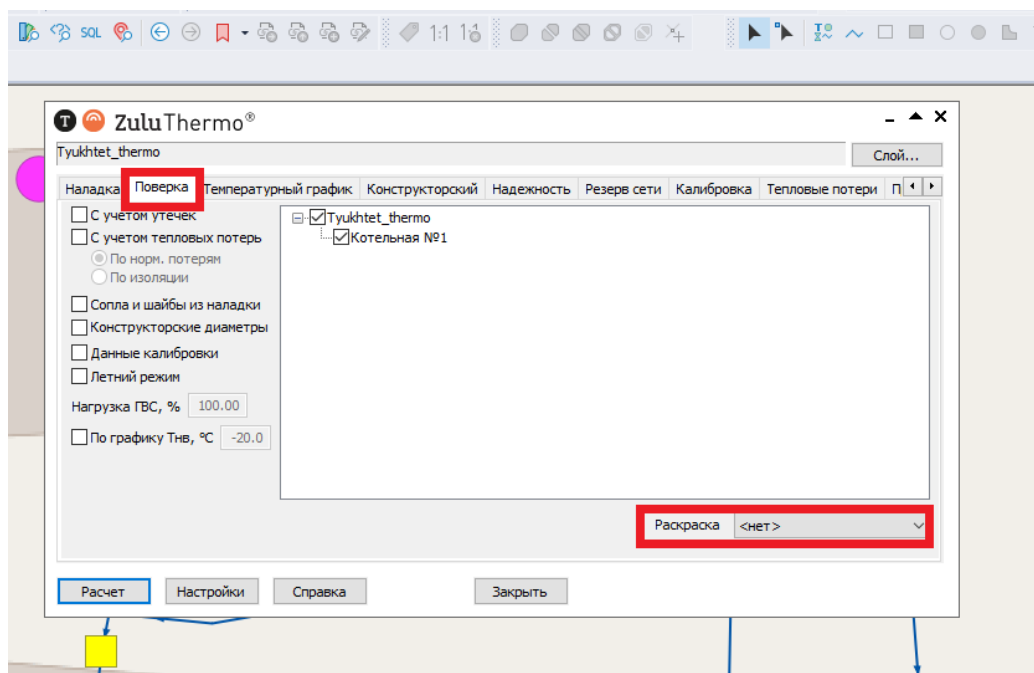 SQL 1:1
ZuluThermo®
Tyukhtet_thermo
Слой...
Наладка Поверка Температурный график Конструкторский Надежность Резерв сети Калибровка Тепловые потери П
С учетом утечек
С учетом тепловых потерь
По норм. потерям
По изоляции
Сопла и шайбы из наладки
Конструкторские диаметры
Данные калибровки
Летний режим
Нагрузка ГВС, % 100.00
По графику Тнв, °C -20.0
Tyukhtet_thermo
Котельная №1
Раскраска <нет>
Расчет Настройки Справка Закрыть